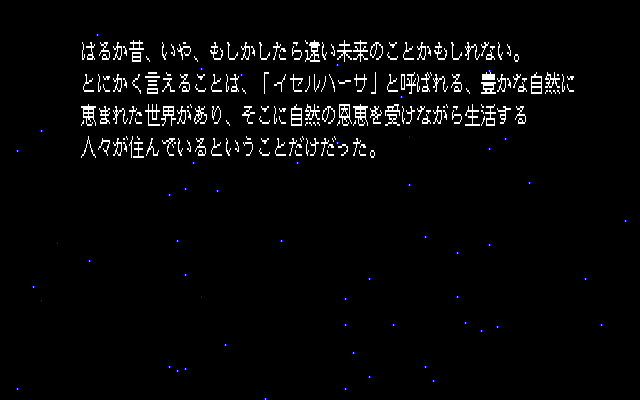 はるか昔、いや、もしかしたら遠い未来のことかもしれない。
とにかく言えることは、「イセルハーサ」と呼ばれる、豊かな自然に
恵まれた世界があり、そこに自然の恩恵を受けながら生活する
人々が住んでいるということだけだった。